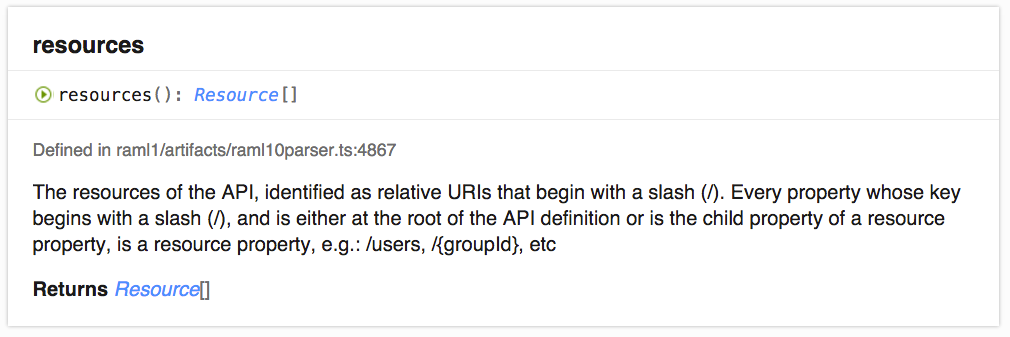 resources
resources(): Resource[]
Defined in raml1/artifacts/raml10parser.ts:4867
The resources of the API, identified as relative URIs that begin with a slash (/). Every property whose key
begins with a slash (/), and is either at the root of the API definition or is the child property of a resource
property, is a resource property, e.g.: /users, /{groupId}, etc
Returns Resource[]